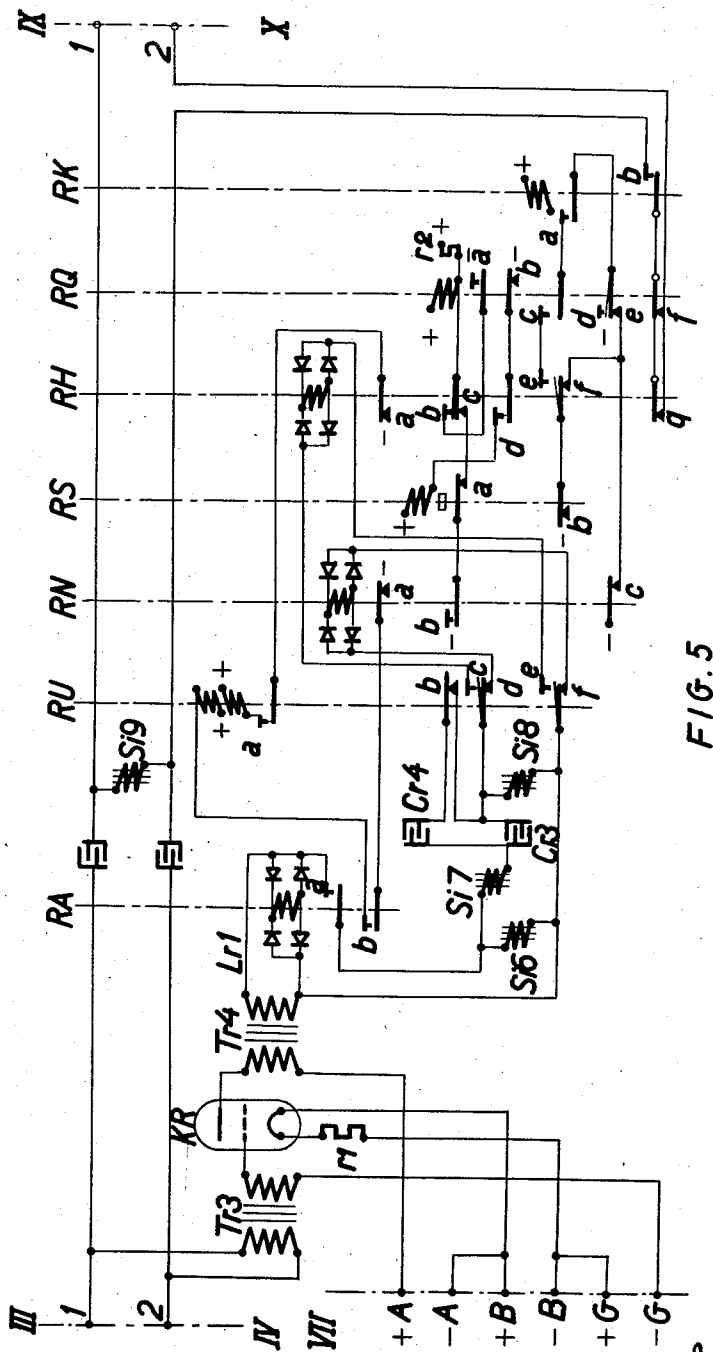 III
IX
1
1
2
2
IV
X
VII
RA
RU
RN
RS
RH
RQ
RK
Si9
Lr1
Tr3
KR
Tr4
r1
a
b
Si7
Si6
Cr4
Cr3
Si8
+
+
a
b
c
d
e
f
-
a
b
-
-
c
+
a
b
-
-
a
b
c
d
e
f
q
+
r2
+
-
a
b
-
c
d
-
e
f
+
a
b
+A
-A
+B
-B
+G
-G
FIG. 5